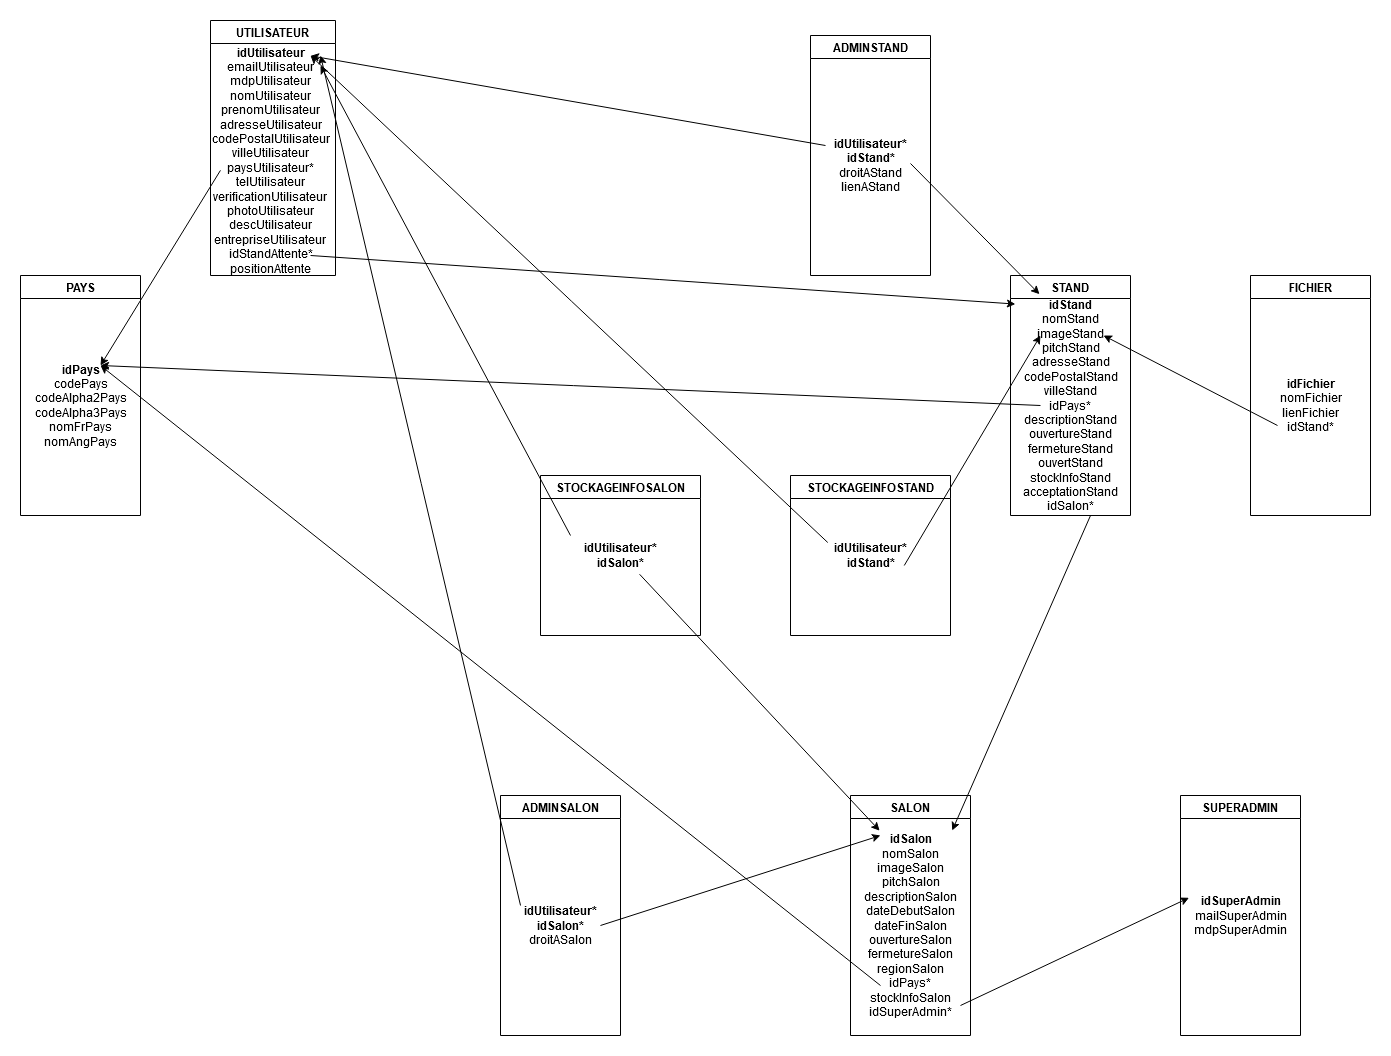 UTILISATEUR
idUtilisateur
emailUtilisateur
mdpUtilisateur
nomUtilisateur
prenomUtilisateur
adresseUtilisateur
codePostalUtilisateur
villeUtilisateur
paysUtilisateur*
telUtilisateur
verificationUtilisateur
photoUtilisateur
descUtilisateur
entrepriseUtilisateur
idStandAttente*
positionAttente
ADMINSTAND
idUtilisateur*
idStand*
droitAStand
lienAStand
PAYS
idPays
codePays
codeAlpha2Pays
codeAlpha3Pays
nomFrPays
nomAngPays
STAND
idStand
nomStand
imageStand
pitchStand
adresseStand
codePostalStand
villeStand
idPays*
descriptionStand
ouvertureStand
fermetureStand
ouvertStand
stockInfoStand
acceptationStand
idSalon*
FICHIER
idFichier
nomFichier
lienFichier
idStand*
STOCKAGEINFOSALON
idUtilisateur*
idSalon*
STOCKAGEINFOSTAND
idUtilisateur*
idStand*
ADMINSALON
idUtilisateur*
idSalon*
droitASalon
SALON
idSalon
nomSalon
imageSalon
pitchSalon
descriptionSalon
dateDebutSalon
dateFinSalon
ouvertureSalon
fermetureSalon
regionSalon
idPays*
stockInfoSalon
idSuperAdmin*
SUPERADMIN
idSuperAdmin
mailSuperAdmin
mdpSuperAdmin